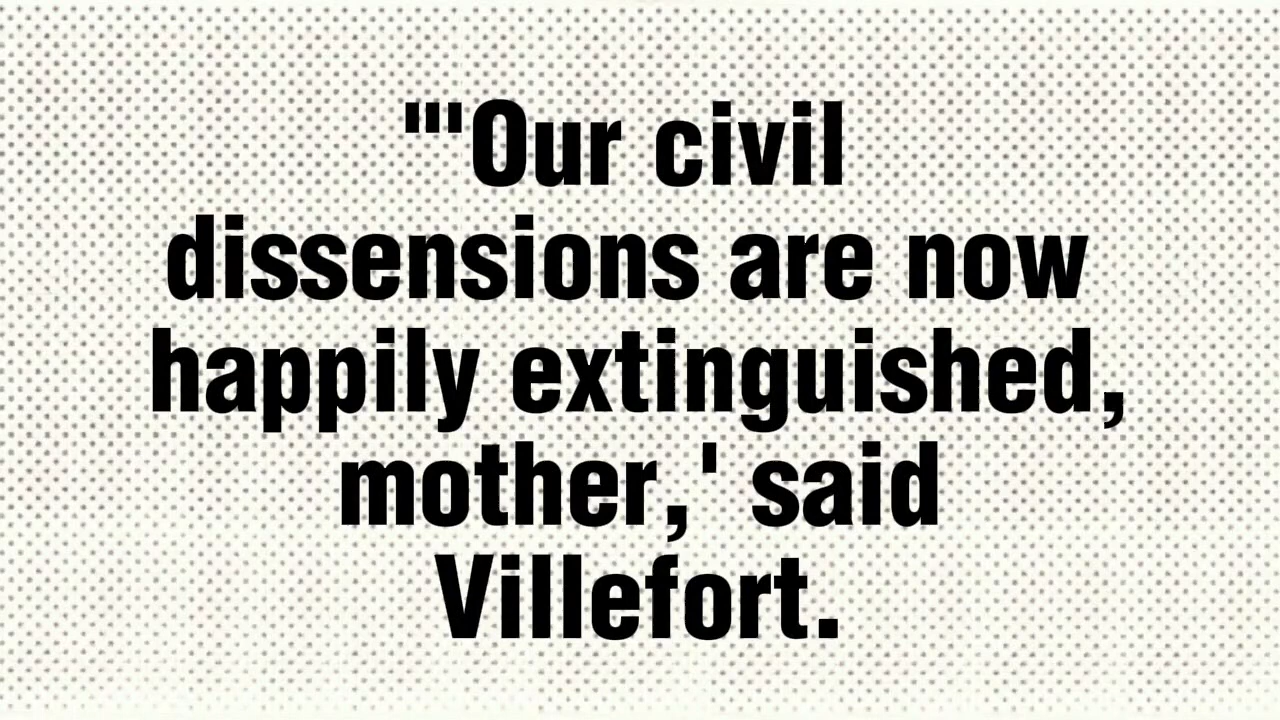 "'Our civil
dissensions are now
happily extinguished,
mother,' said
Villefort.